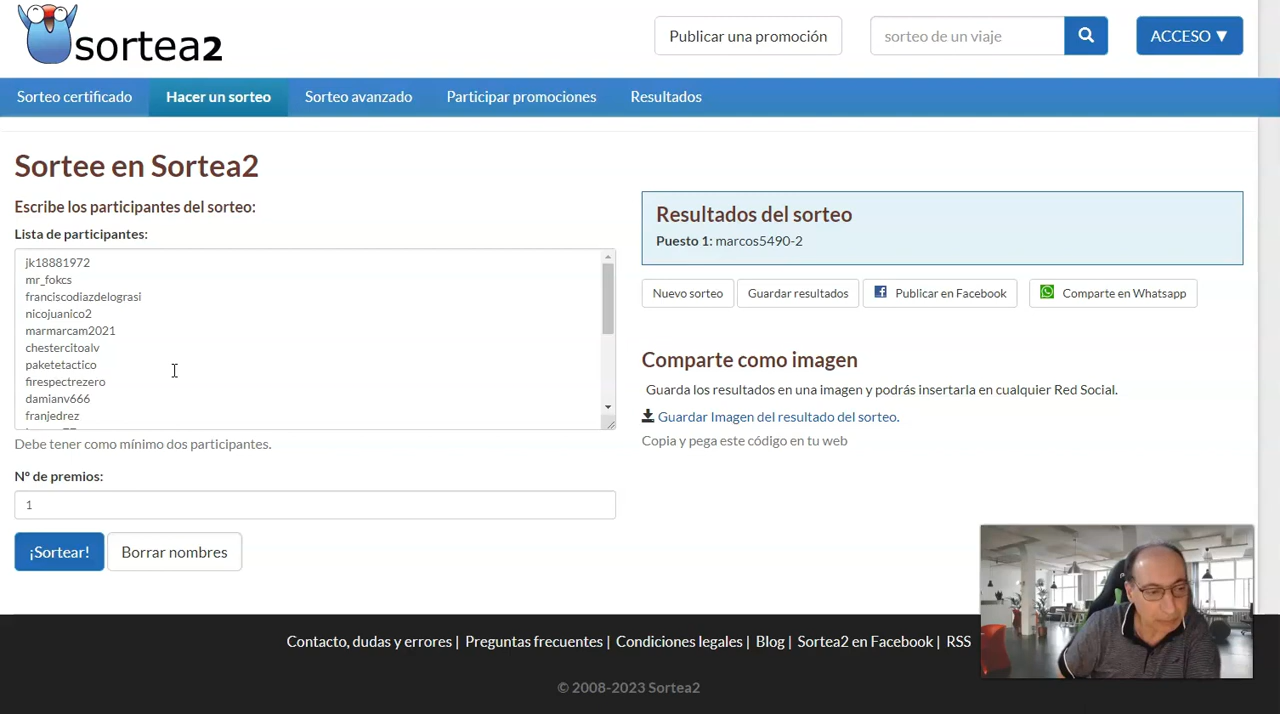 sortea2
Publicar una promoción
sorteo de un viaje
ACCESO ▼
Sorteo certificado
Hacer un sorteo
Sorteo avanzado
Participar promociones
Resultados
Sortee en Sortea2
Escribe los participantes del sorteo:
Lista de participantes:
jk18881972
mr_fokcs
franciscodiazdelograsi
nicojuanico2
marmarcam2021
chestercitoalv
paketetactico
firespectrezero
damianv666
franjedrez
Debe tener como mínimo dos participantes.
Nº de premios:
1
¡Sortear!
Borrar nombres
Resultados del sorteo
Puesto 1: marcos5490-2
Nuevo sorteo
Guardar resultados
Publicar en Facebook
Comparte en Whatsapp
Comparte como imagen
Guarda los resultados en una imagen y podrás insertarla en cualquier Red Social.
Guardar Imagen del resultado del sorteo.
Copia y pega este código en tu web
Contacto, dudas y errores | Preguntas frecuentes | Condiciones legales | Blog | Sortea2 en Facebook | RSS
© 2008-2023 Sortea2